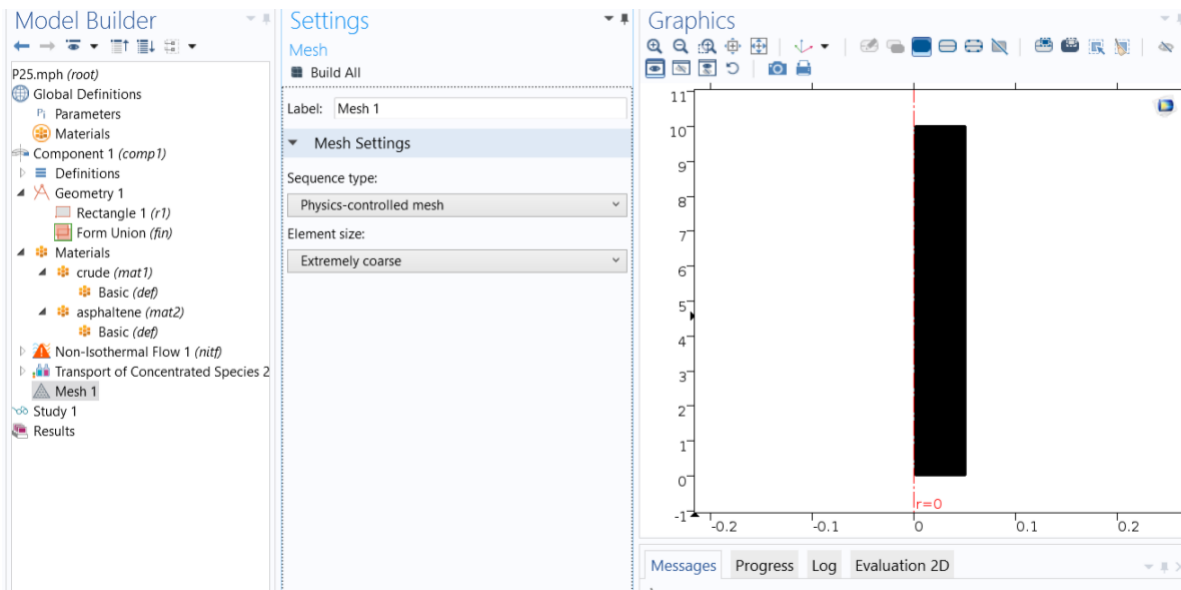 Model Builder
P25.mph (root)
Global Definitions
Pi Parameters
Materials
Component 1 (comp1)
Definitions
Geometry 1
Rectangle 1 (r1)
Form Union (fin)
Materials
crude (mat1)
Basic (def)
asphaltene (mat2)
Basic (def)
Non-Isothermal Flow 1 (nitf)
Transport of Concentrated Species 2
Mesh 1
Study 1
Results
Settings
Mesh
Build All
Label: Mesh 1
Mesh Settings
Sequence type:
Physics-controlled mesh
Element size:
Extremely coarse
Graphics
11
10
9
8
7
6
5
4
3
2
1
0
-1
r=0
-0.2 -0.1 0 0.1 0.2
Messages Progress Log Evaluation 2D